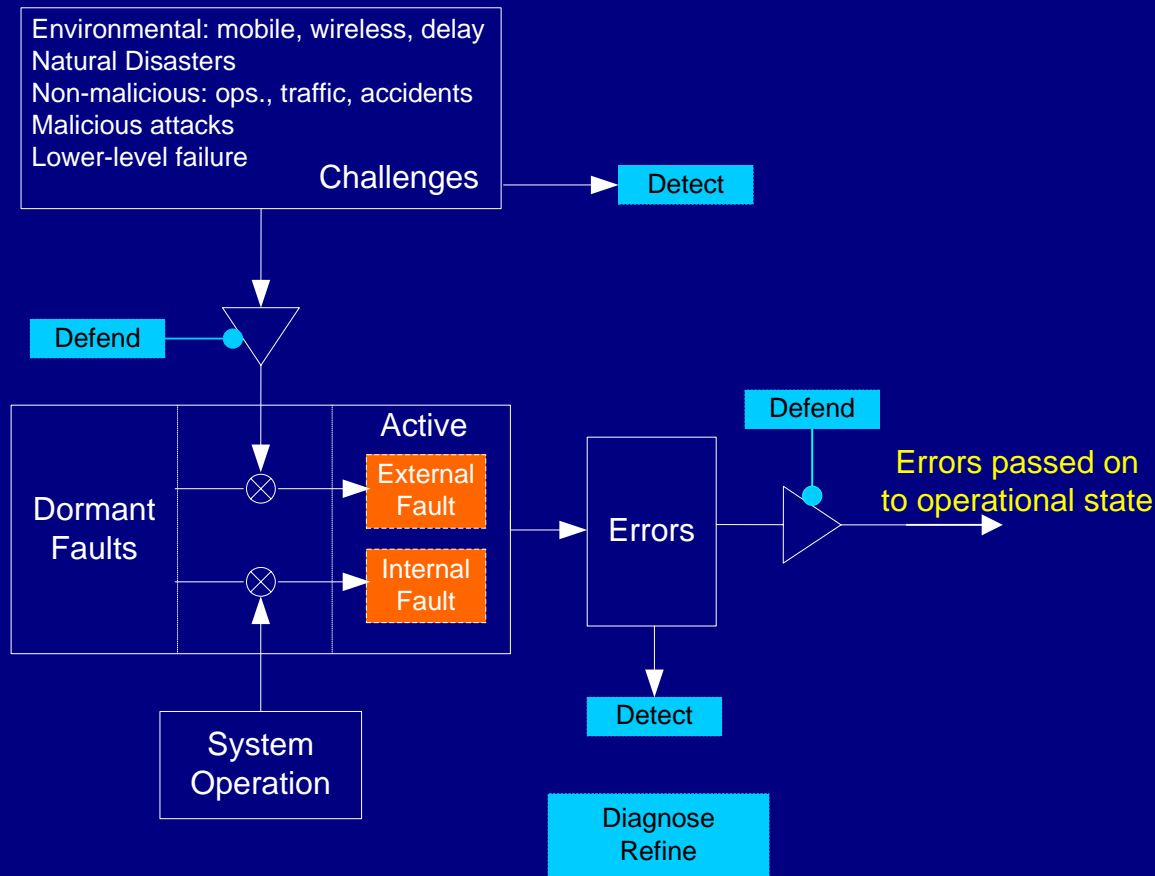 Environmental: mobile, wireless, delay
Natural Disasters
Non-malicious: ops., traffic, accidents
Malicious attacks
Lower-level failure
Challenges
Detect
Defend
Dormant
Faults
Active
External
Fault
Internal
Fault
System
Operation
Errors
Detect
Defend
Errors passed on
to operational state
Diagnose
Refine